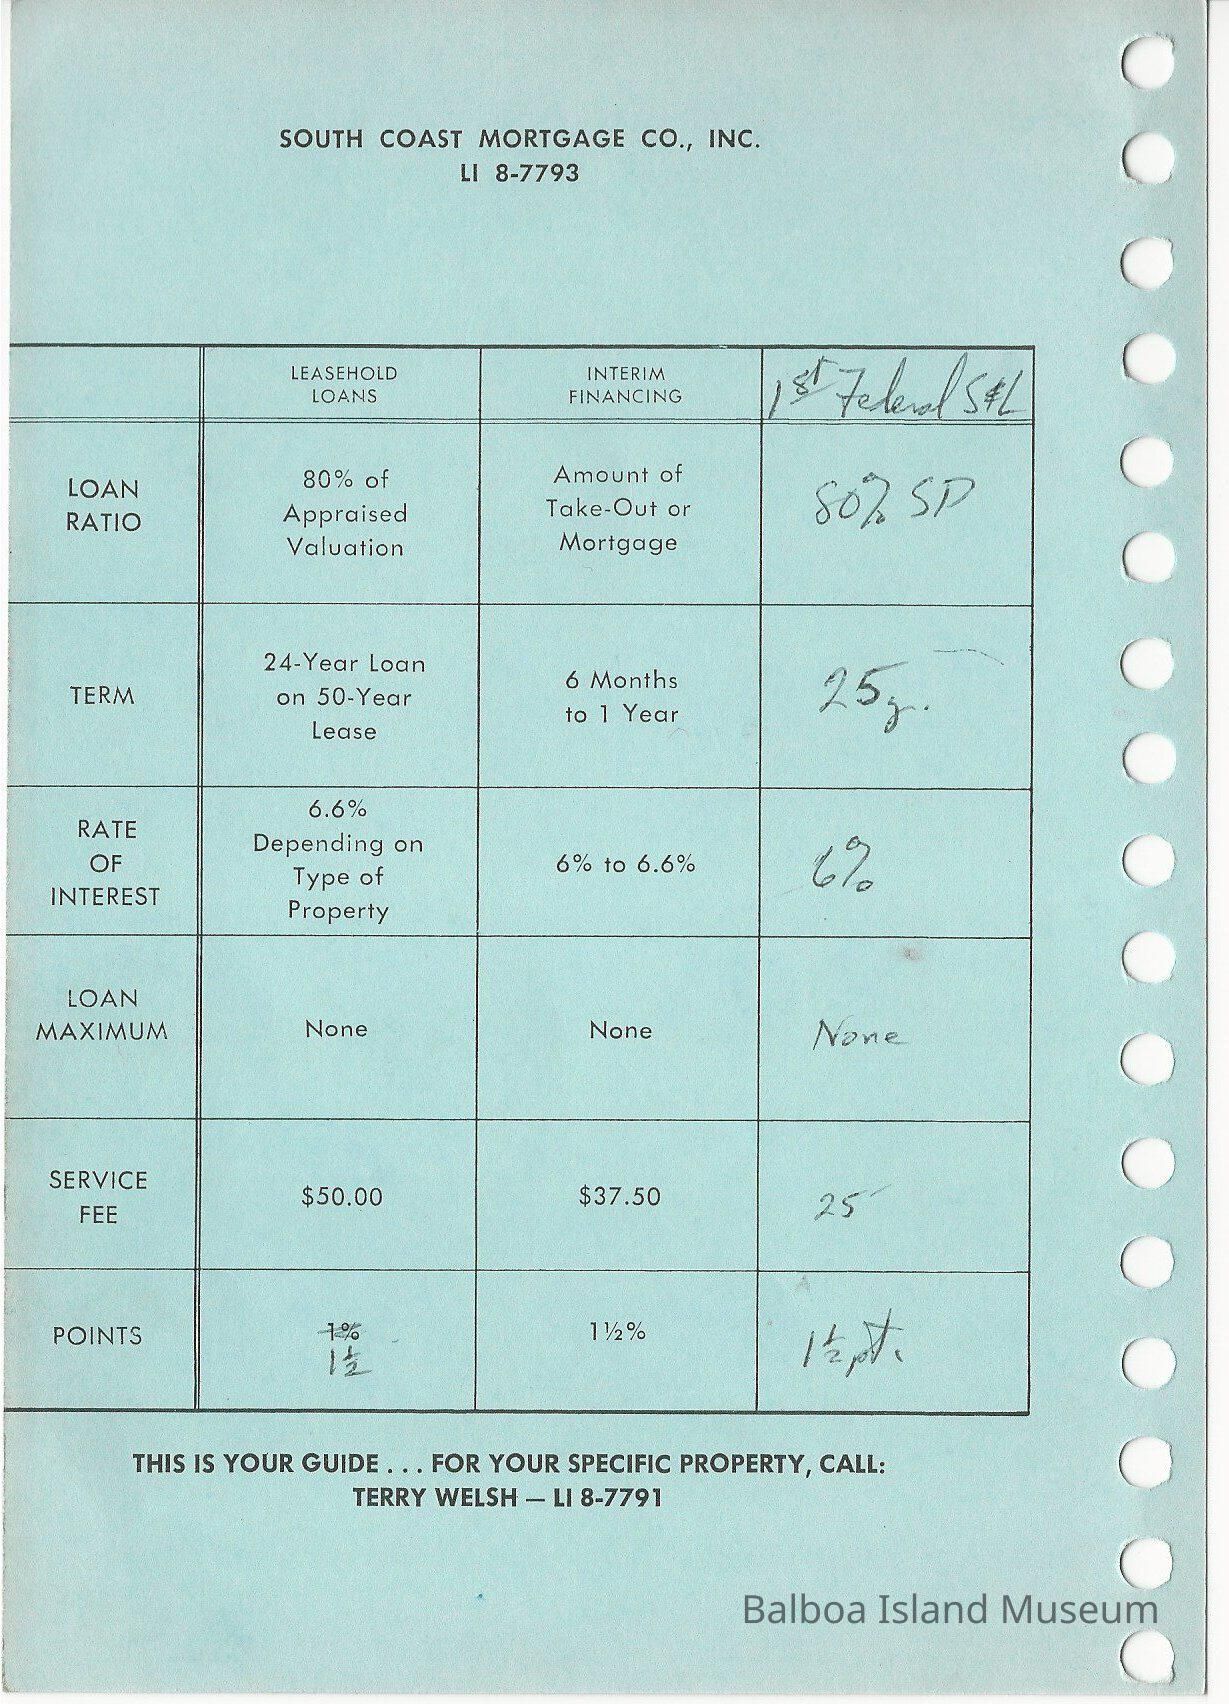 SOUTH COAST MORTGAGE CO., INC.
LI 8-7793
LEASEHOLD
LOANS
INTERIM
FINANCING
1st Federal S&L
LOAN
RATIO
80% of
Appraised
Valuation
Amount of
Take-Out or
Mortgage
80% SP
TERM
24-Year Loan
on 50-Year
Lease
6 Months
to 1 Year
25 y.
RATE
OF
INTEREST
6.6%
Depending on
Type of
Property
6% to 6.6%
6%
LOAN
MAXIMUM
None
None
None
SERVICE
FEE
$50.00
$37.50
25
POINTS
1%
1½
1½%
1½ pt.
THIS IS YOUR GUIDE . . . FOR YOUR SPECIFIC PROPERTY, CALL:
TERRY WELSH — LI 8-7791
Balboa Island Museum